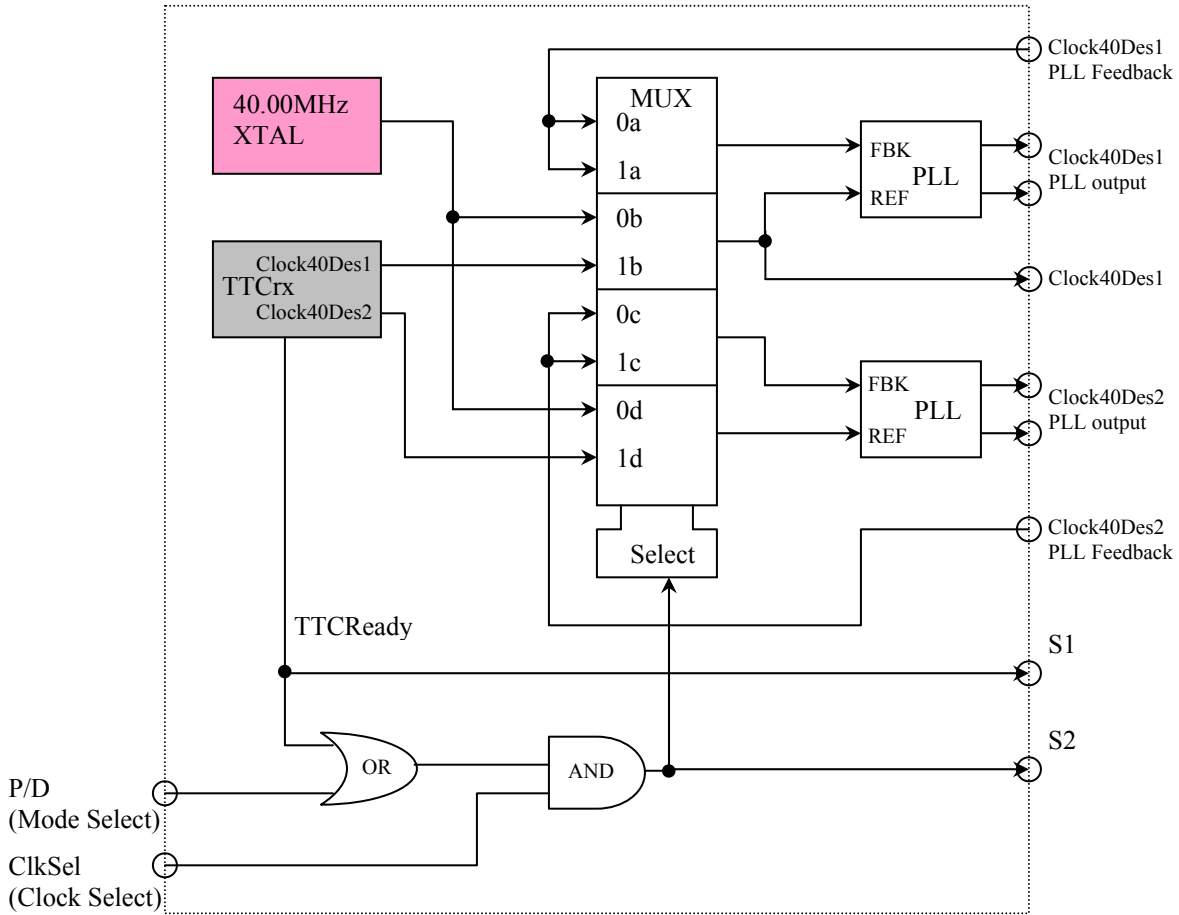 Clock40Des1
PLL Feedback
40.00MHz
XTAL
MUX
0a
1a
0b
1b
0c
1c
0d
1d
FBK
PLL
REF
Clock40Des1
PLL output
Clock40Des1
TTCrx
Clock40Des2
Clock40Des1
FBK
PLL
REF
Clock40Des2
PLL output
Select
Clock40Des2
PLL Feedback
TTCReady
S1
S2
OR
AND
P/D
(Mode Select)
ClkSel
(Clock Select)